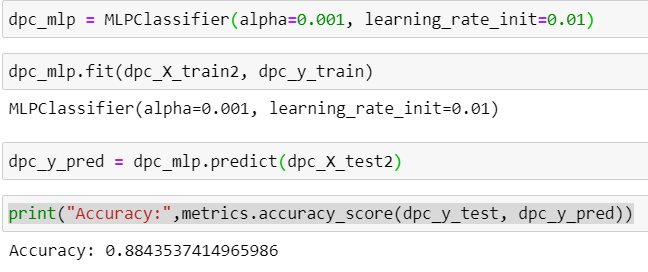 dpc_mlp = MLPClassifier(alpha=0.001, learning_rate_init=0.01)
dpc_mlp.fit(dpc_X_train2, dpc_y_train)
MLPClassifier(alpha=0.001, learning_rate_init=0.01)
dpc_y_pred = dpc_mlp.predict(dpc_X_test2)
print("Accuracy:",metrics.accuracy_score(dpc_y_test, dpc_y_pred))
Accuracy: 0.8843537414965986